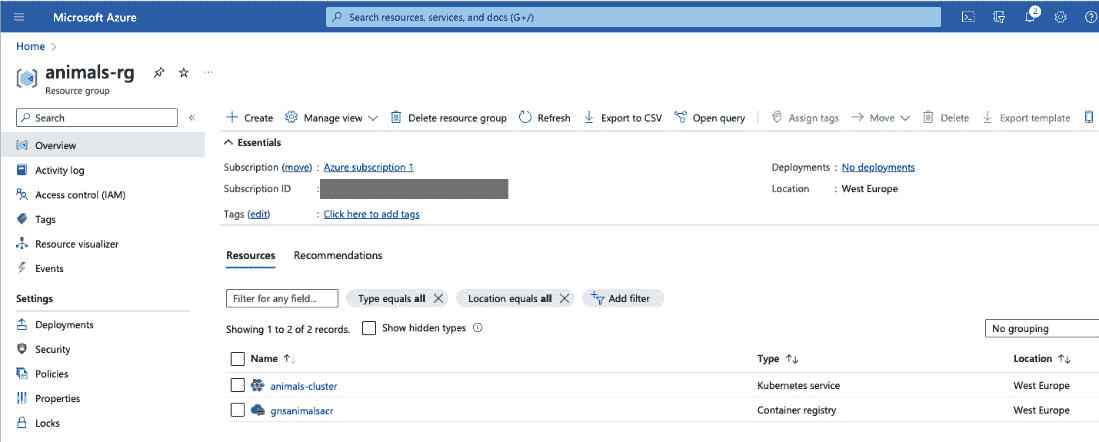 Microsoft Azure
Search resources, services, and docs (G+/)
2
Home
animals-rg
Resource group
Search
Overview
Activity log
Access control (IAM)
Tags
Resource visualizer
Events
Settings
Deployments
Security
Policies
Properties
Locks
Create Manage view Delete resource group Refresh Export to CSV Open query Assign tags Move Delete Export template
Essentials
Subscription (move) : Azure subscription 1
Subscription ID :
Tags (edit) : Click here to add tags
Deployments : No deployments
Location : West Europe
Resources Recommendations
Filter for any field... Type equals all Location equals all Add filter
Showing 1 to 2 of 2 records. Show hidden types No grouping
Name Type Location
animals-cluster Kubernetes service West Europe
gnsanimalsacr Container registry West Europe